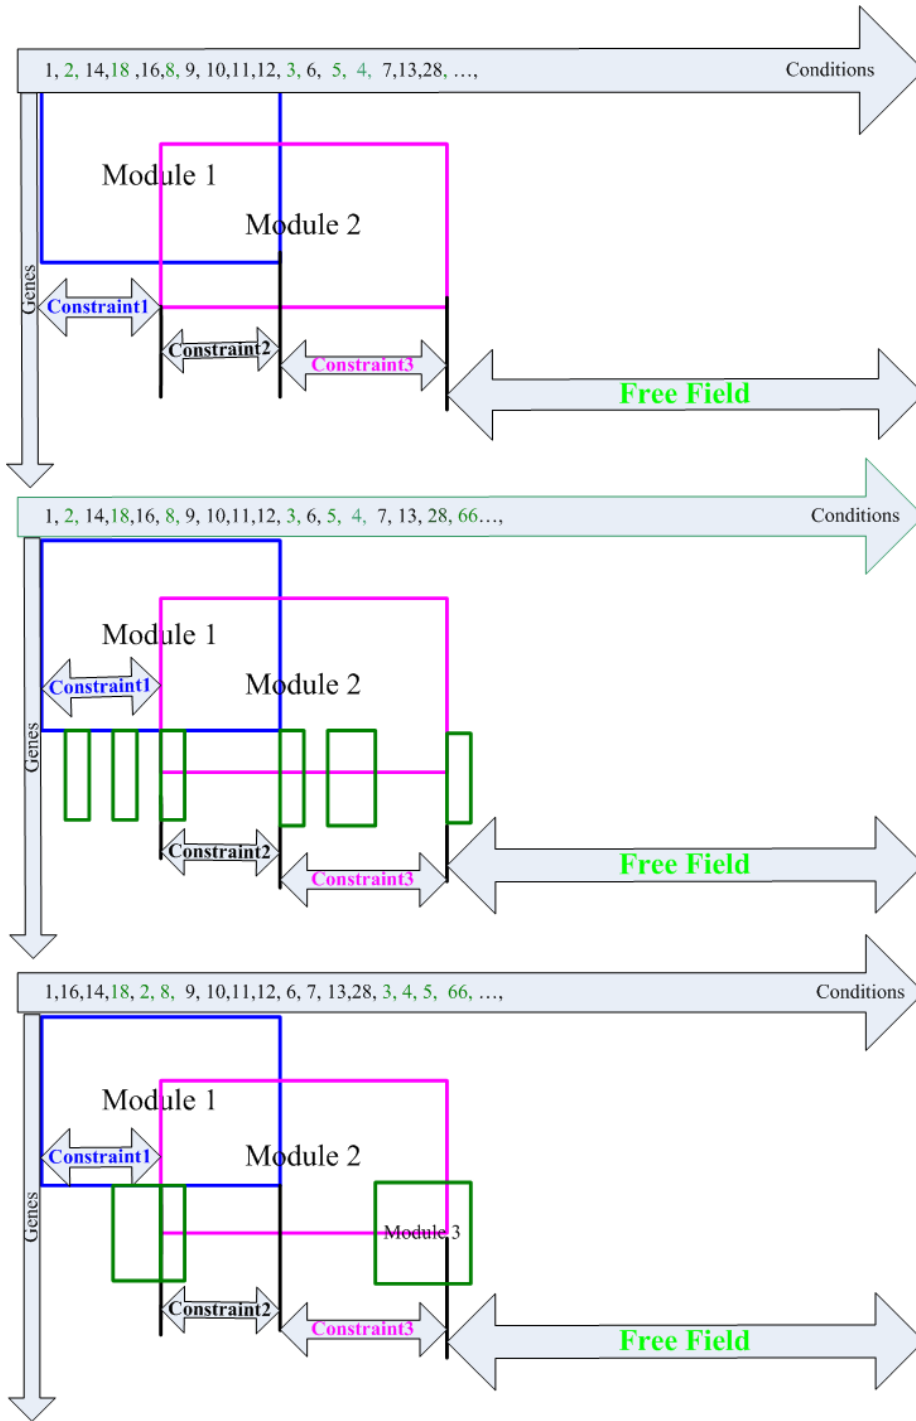 1, 2, 14,18 ,16,8, 9, 10,11,12, 3, 6, 5, 4, 7,13,28, …, Conditions
Module 1
Module 2
Genes
Constraint1
Constraint2
Constraint3
Free Field
1, 2, 14,18,16, 8, 9, 10,11,12, 3, 6, 5, 4, 7, 13, 28, 66…, Conditions
Module 1
Constraint1
Module 2
Genes
Constraint2
Constraint3
Free Field
1,16,14,18, 2, 8, 9, 10,11,12, 6, 7, 13,28, 3, 4, 5, 66, …, Conditions
Module 1
Constraint1
Module 2
Genes
Module 3
Constraint2
Constraint3
Free Field